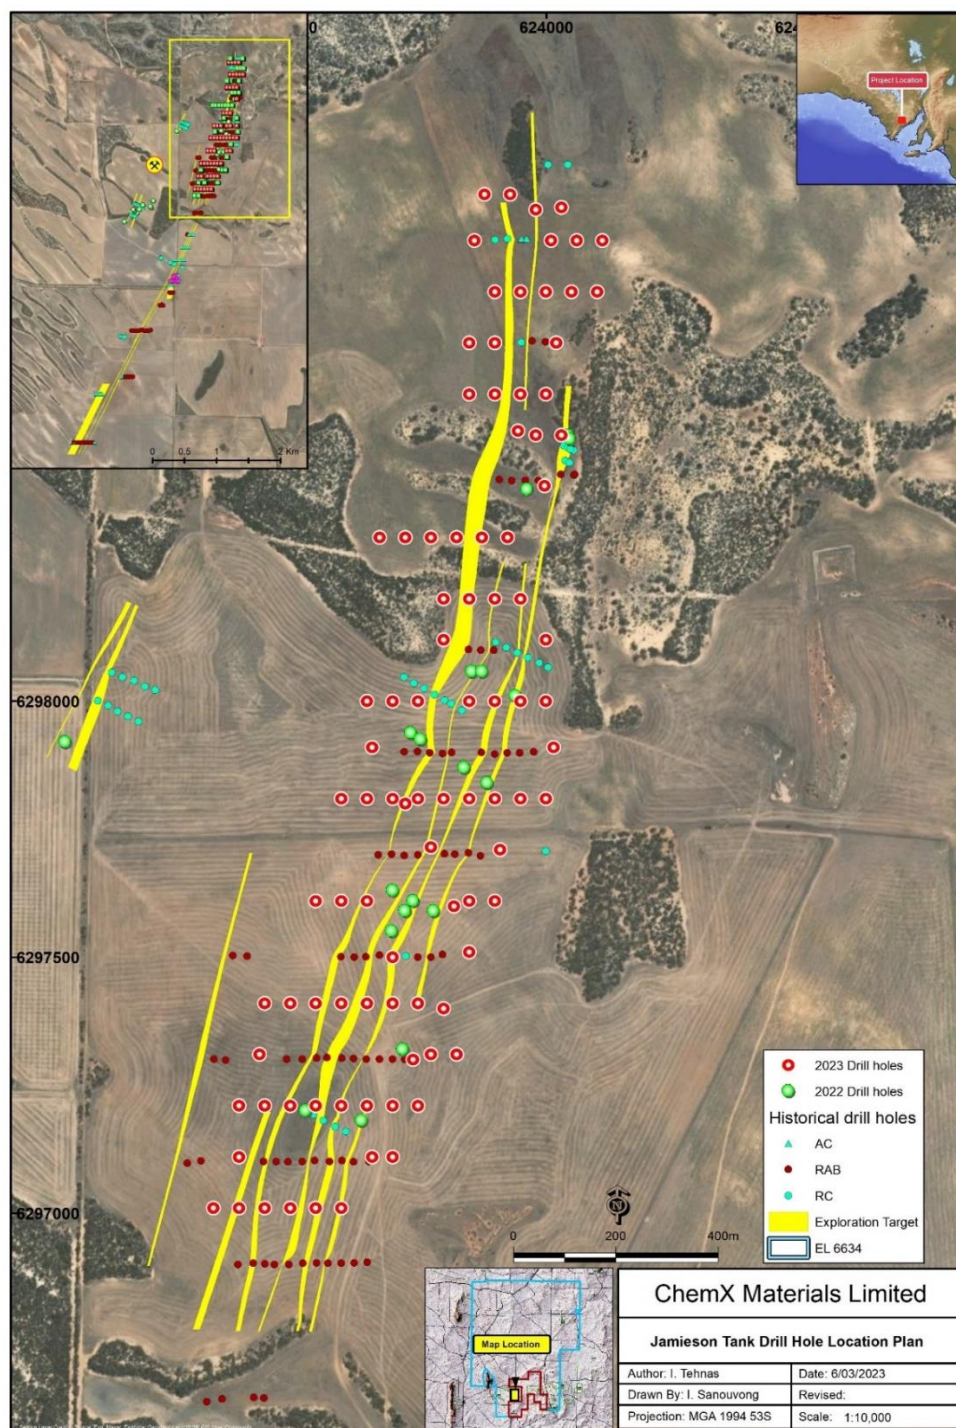 0
624000
624
Project Location
0 0.5 1 2 Km
6298000
6297500
6297000
2023 Drill holes
2022 Drill holes
Historical drill holes
AC
RAB
RC
Exploration Target
EL 6634
N
0 200 400m
Map Location
ChemX Materials Limited
Jamieson Tank Drill Hole Location Plan
Author: I. Tehnas
Date: 6/03/2023
Drawn By: I. Sanouvong
Revised:
Projection: MGA 1994 53S
Scale: 1:10,000